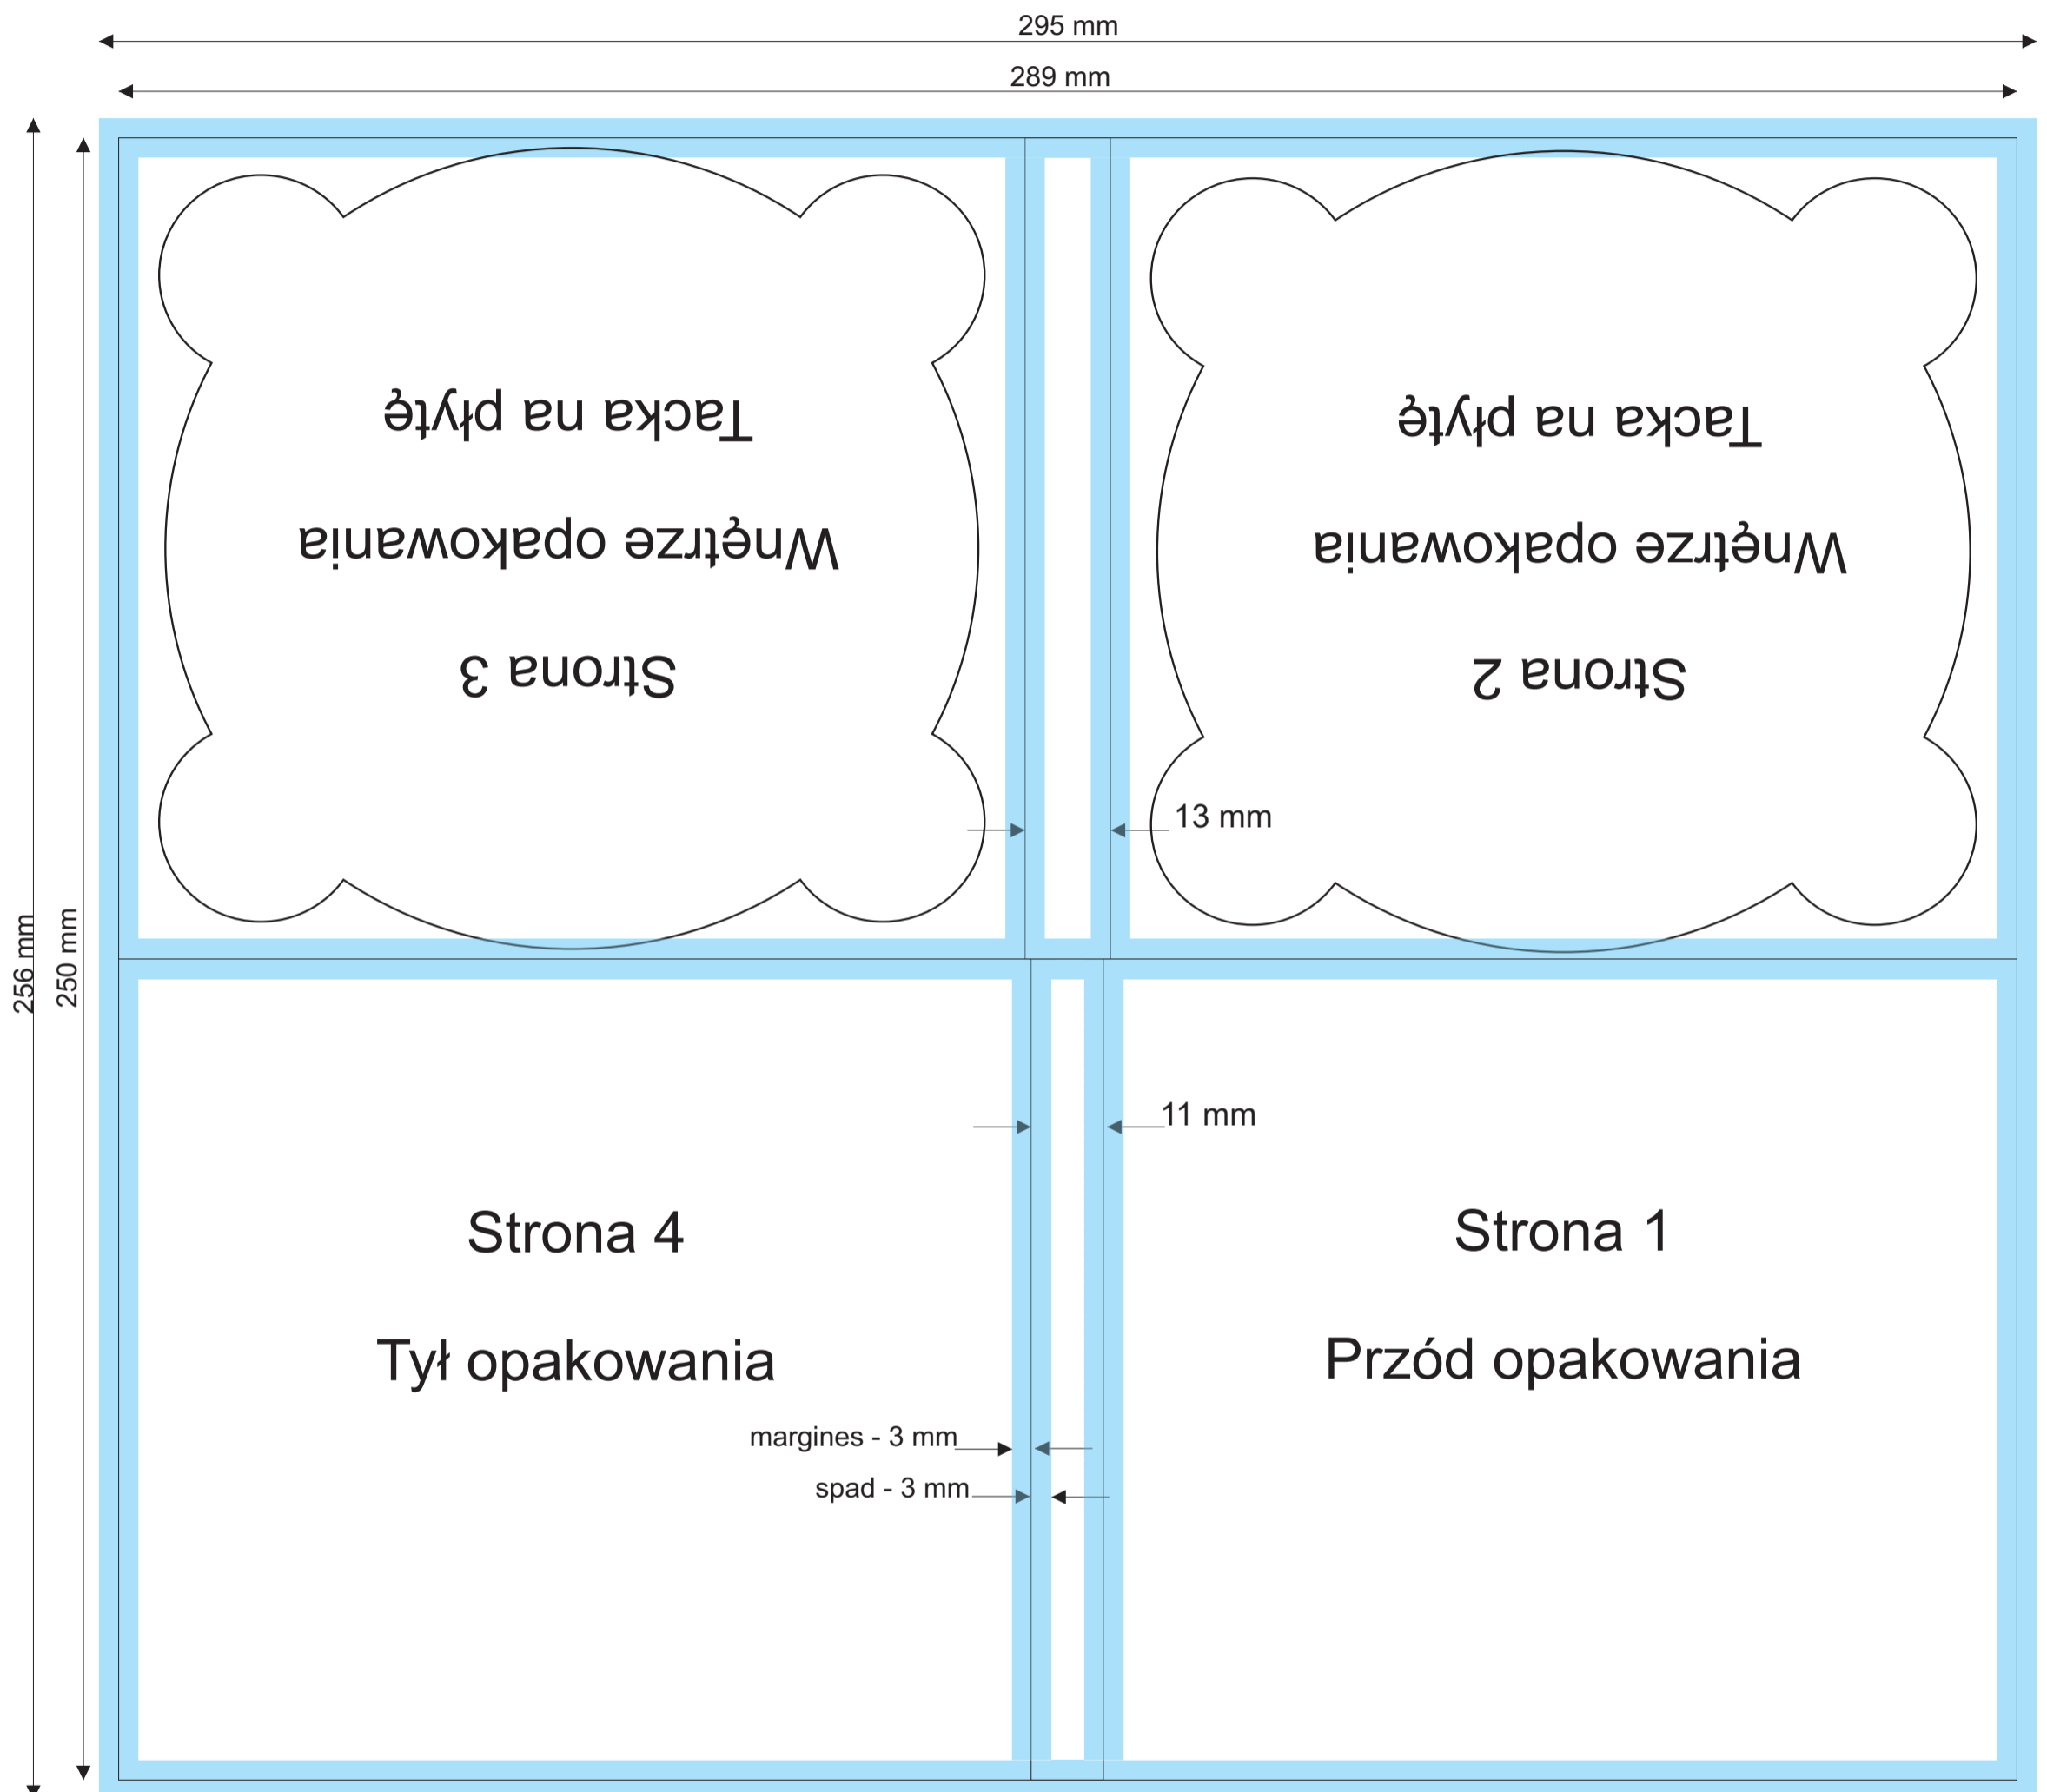 295 mm
289 mm
256 mm
250 mm
Tacka na płytę
Wnętrze opakowania
Strona 3
Tacka na płytę
Wnętrze opakowania
Strona 2
13 mm
11 mm
Strona 4
Tył opakowania
Strona 1
Przód opakowania
margines - 3 mm
spad - 3 mm